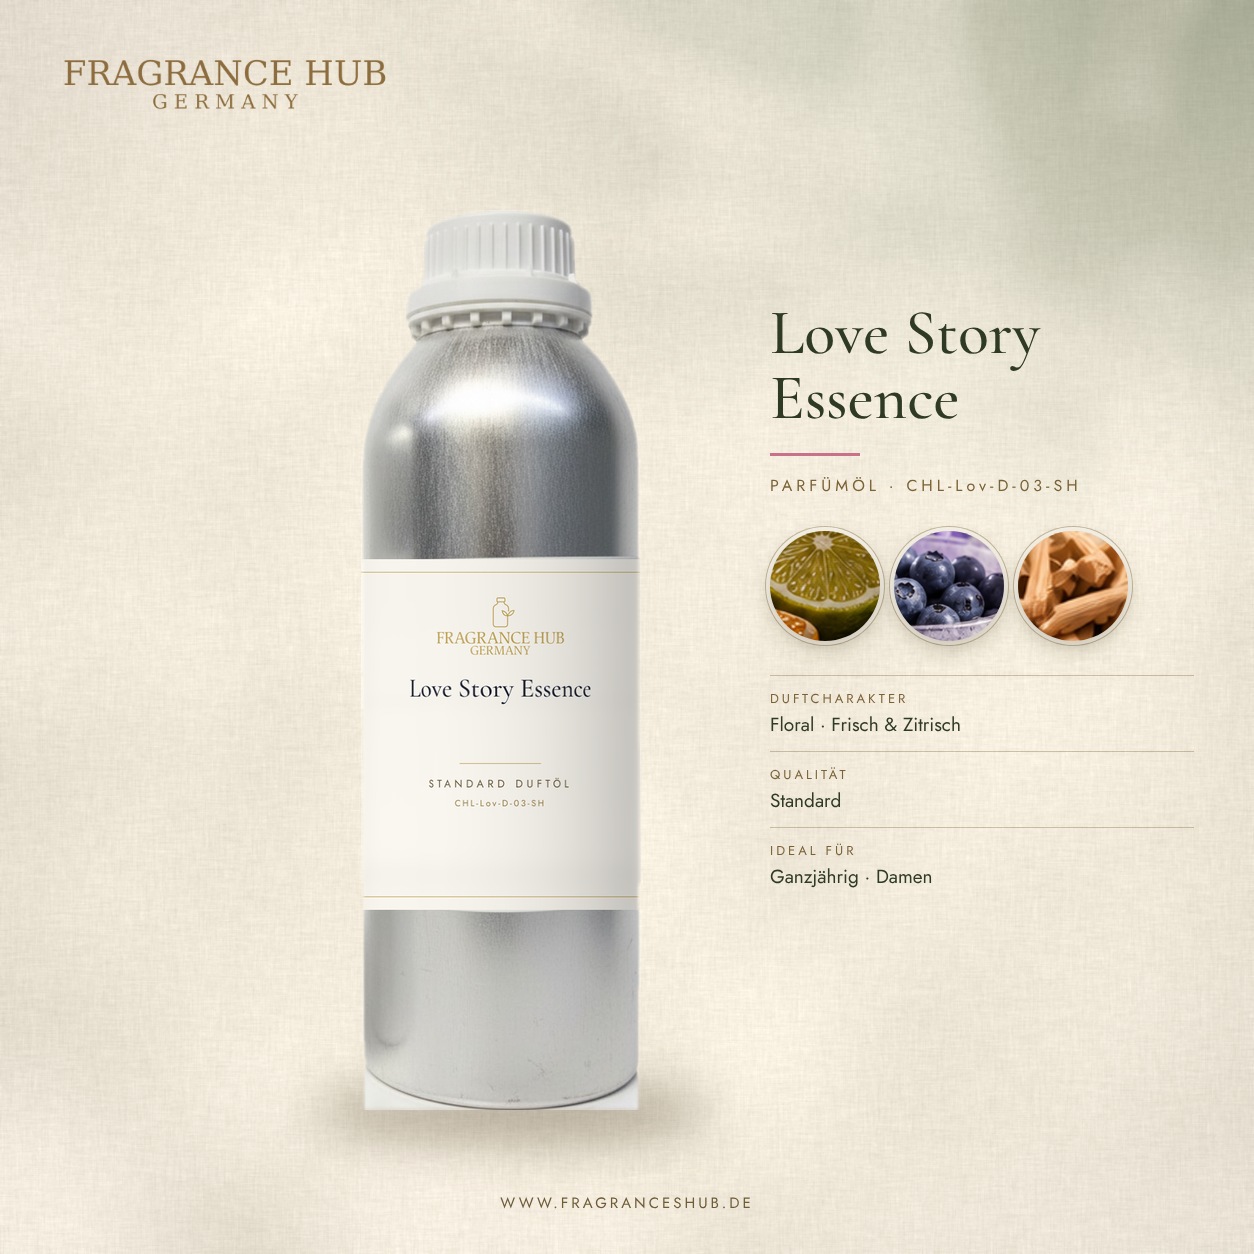 FRAGRANCE HUB
GERMANY
Love Story
Essence
PARFÜMÖL · CHL-Lov-D-03-SH
FRAGRANCE HUB
GERMANY
Love Story Essence
STANDARD DUFTÖL
CHL-Lov-D-03-SH
DUFTCHARAKTER
Floral · Frisch & Zitrisch
QUALITÄT
Standard
IDEAL FÜR
Ganzjährig · Damen
WWW.FRAGRANCESHUB.DE